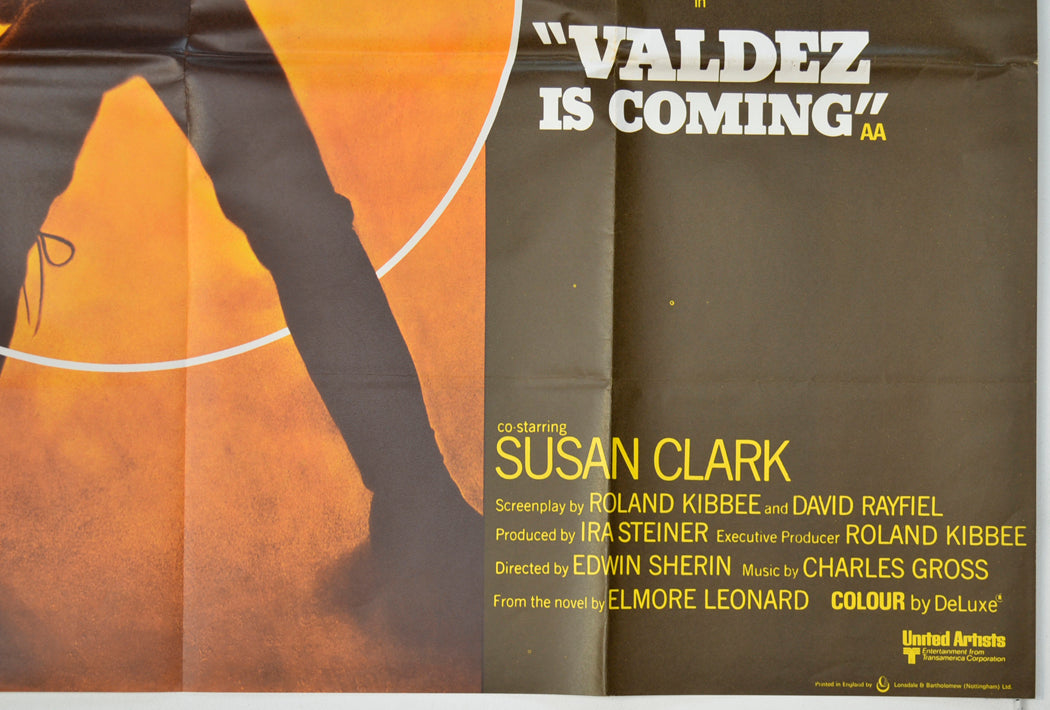 in
"VALDEZ
IS COMING"
AA
co-starring
SUSAN CLARK
Screenplay by ROLAND KIBBEE and DAVID RAYFIEL
Produced by IRA STEINER Executive Producer ROLAND KIBBEE
Directed by EDWIN SHERIN Music by CHARLES GROSS
From the novel by ELMORE LEONARD COLOUR by DeLuxe®
United Artists
Entertainment from
Transamerica Corporation
Printed in England by Lonsdale & Bartholomew (Nottingham) Ltd.